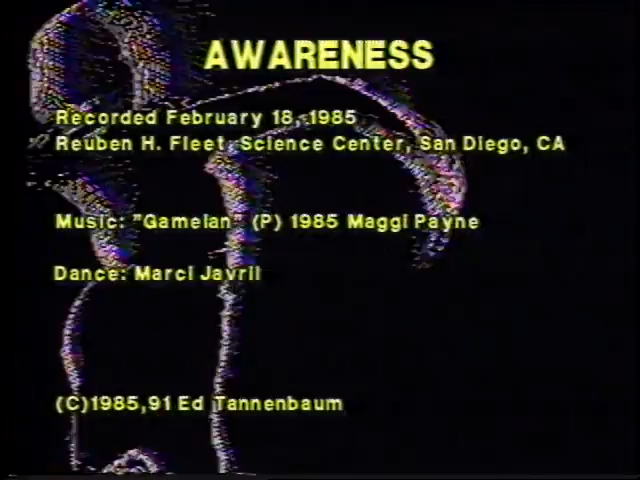 AWARENESS
Recorded February 18, 1985
Reuben H. Fleet Science Center, San Diego, CA
Music: "Gamelan" (P) 1985 Maggi Payne
Dance: Marci Javril
(C)1985,91 Ed Tannenbaum